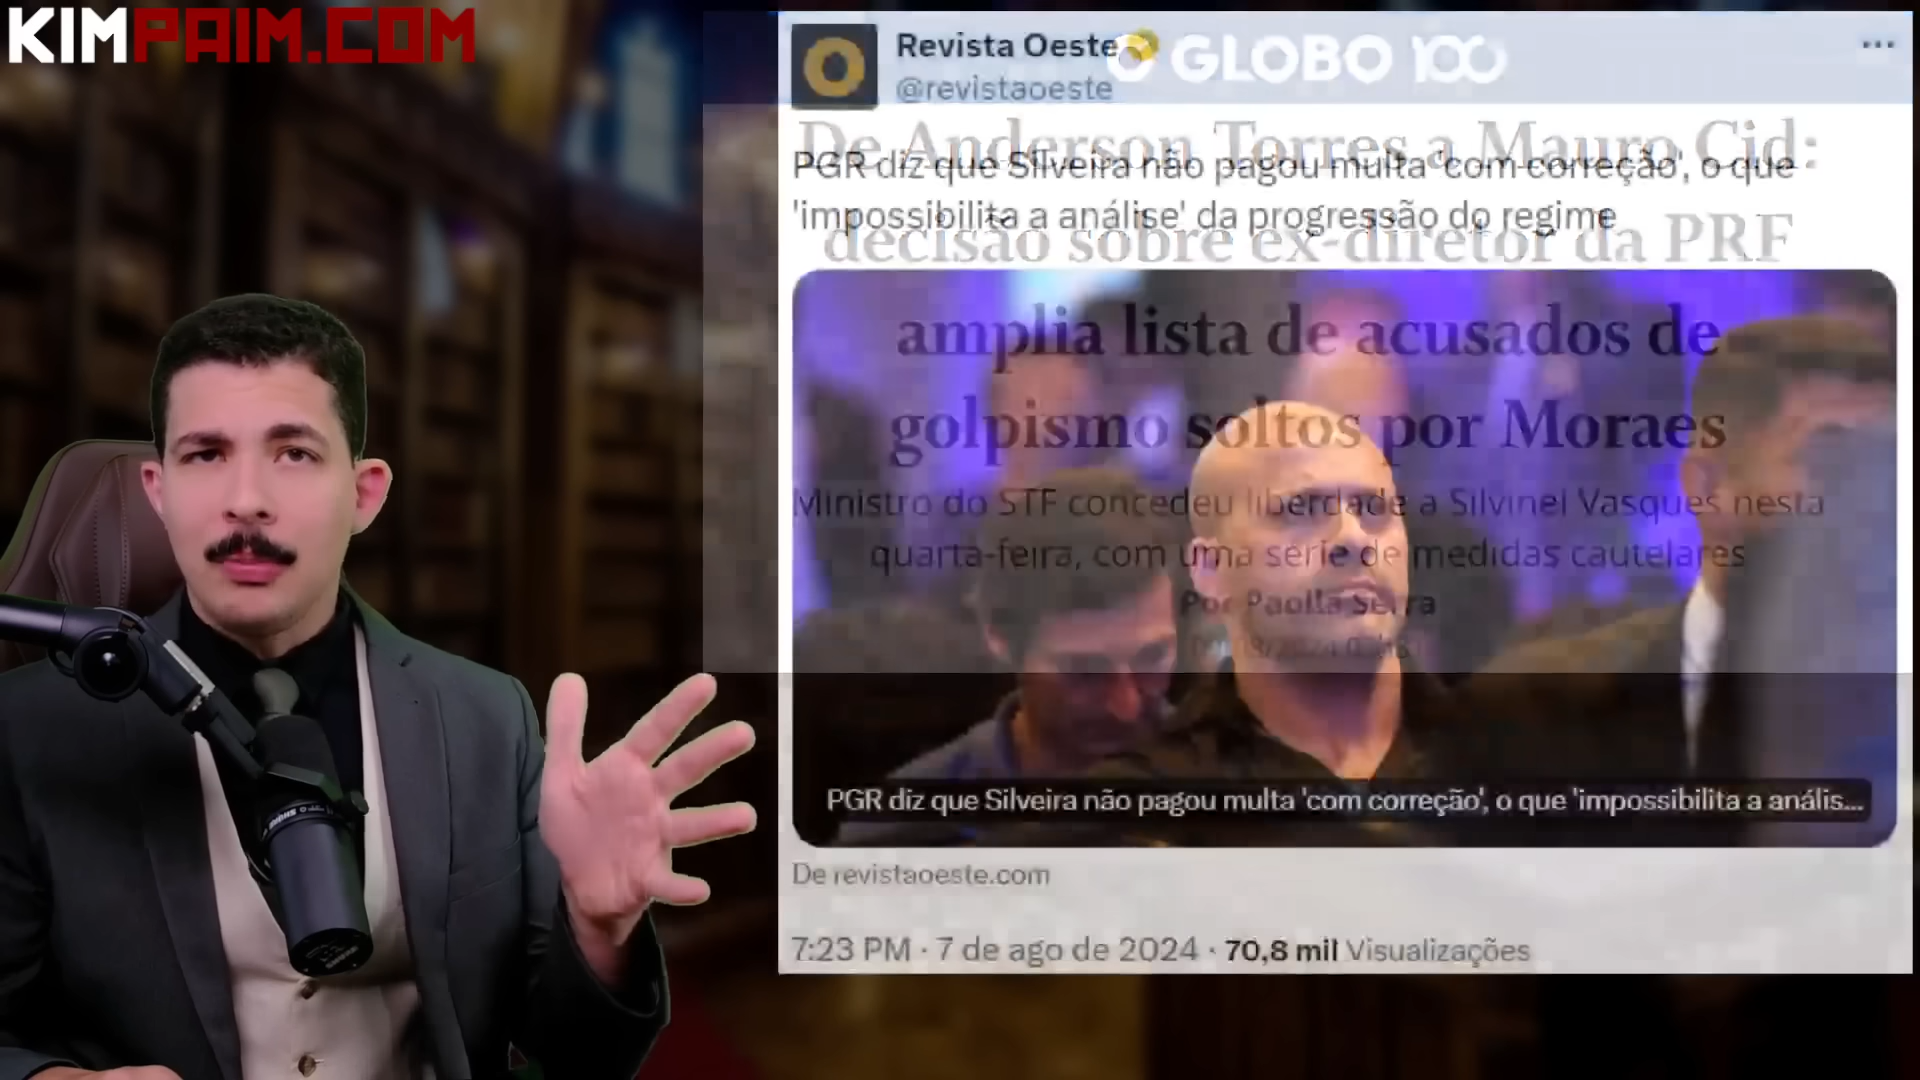 KIMPAIM.COM
Revista Oeste
@revistaoeste
GLOBO 100
De Anderson Torres a Mauro Cid:
PGR diz que Silveira não pagou multa 'com correção', o que
'impossibilita a análise' da progressão do regime
decisão sobre ex-diretor da PRF
amplia lista de acusados de
golpismo soltos por Moraes
Ministro do STF concedeu liberdade a Silvinei Vasques nesta
quarta-feira, com uma série de medidas cautelares
Por Paolla Serra
PGR diz que Silveira não pagou multa 'com correção', o que 'impossibilita a anális...
De revistaoeste.com
7:23 PM · 7 de ago de 2024 · 70,8 mil Visualizações